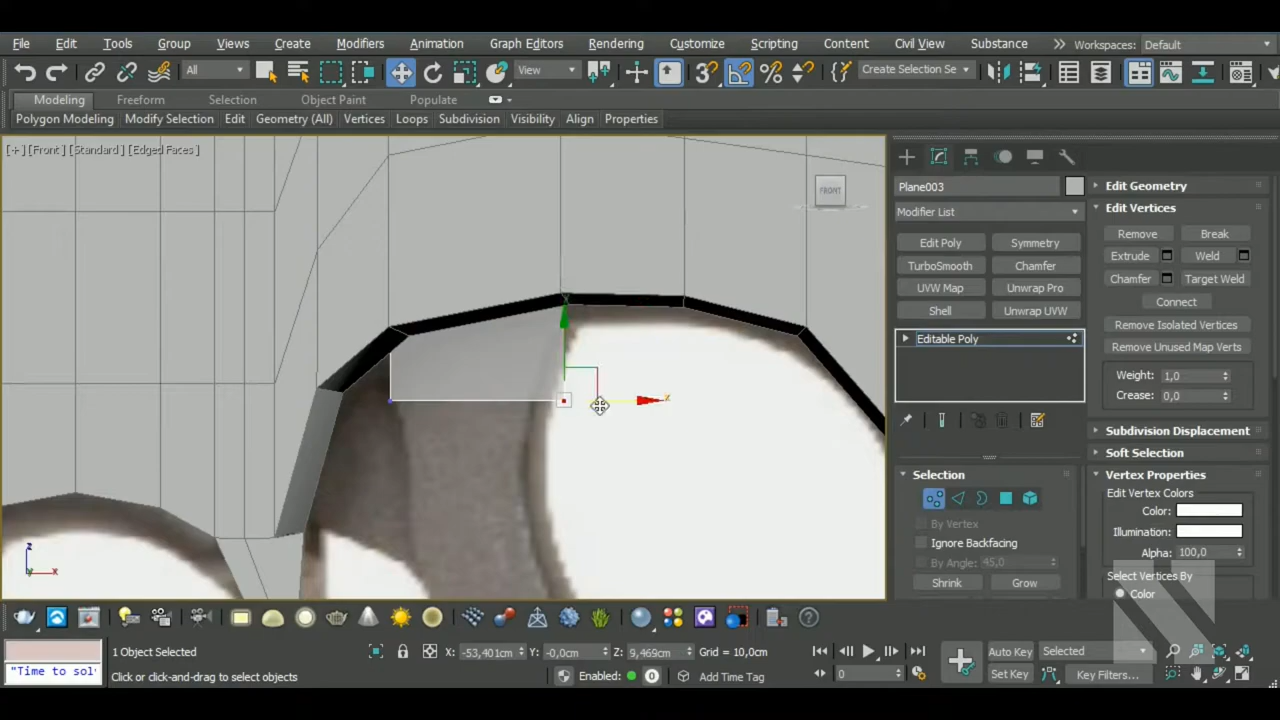 File Edit Tools Group Views Create Modifiers Animation Graph Editors Rendering Customize Scripting Content Civil View Substance Workspaces: Default
All View Create Selection Se
Modeling Freeform Selection Object Paint Populate
Polygon Modeling Modify Selection Edit Geometry (All) Vertices Loops Subdivision Visibility Align Properties
[+] [Front] [Standard] [Edged Faces]
FRONT
Y
x
z
x
Plane003
Modifier List
Edit Poly Symmetry
TurboSmooth Chamfer
UVW Map Unwrap Pro
Shell Unwrap UVW
Editable Poly
Selection
By Vertex
Ignore Backfacing
By Angle: 45,0
Shrink Grow
Edit Geometry
Edit Vertices
Remove Break
Extrude Weld
Chamfer Target Weld
Connect
Remove Isolated Vertices
Remove Unused Map Verts
Weight: 1,0
Crease: 0,0
Subdivision Displacement
Soft Selection
Vertex Properties
Edit Vertex Colors
Color:
Illumination:
Alpha: 100,0
Select Vertices By
Color
1 Object Selected X: -53,401cm Y: -0,0cm Z: 9,469cm Grid = 10,0cm Auto Key Selected
"Time to sol Click or click-and-drag to select objects Enabled: 0 Add Time Tag 0 Set Key Key Filters...